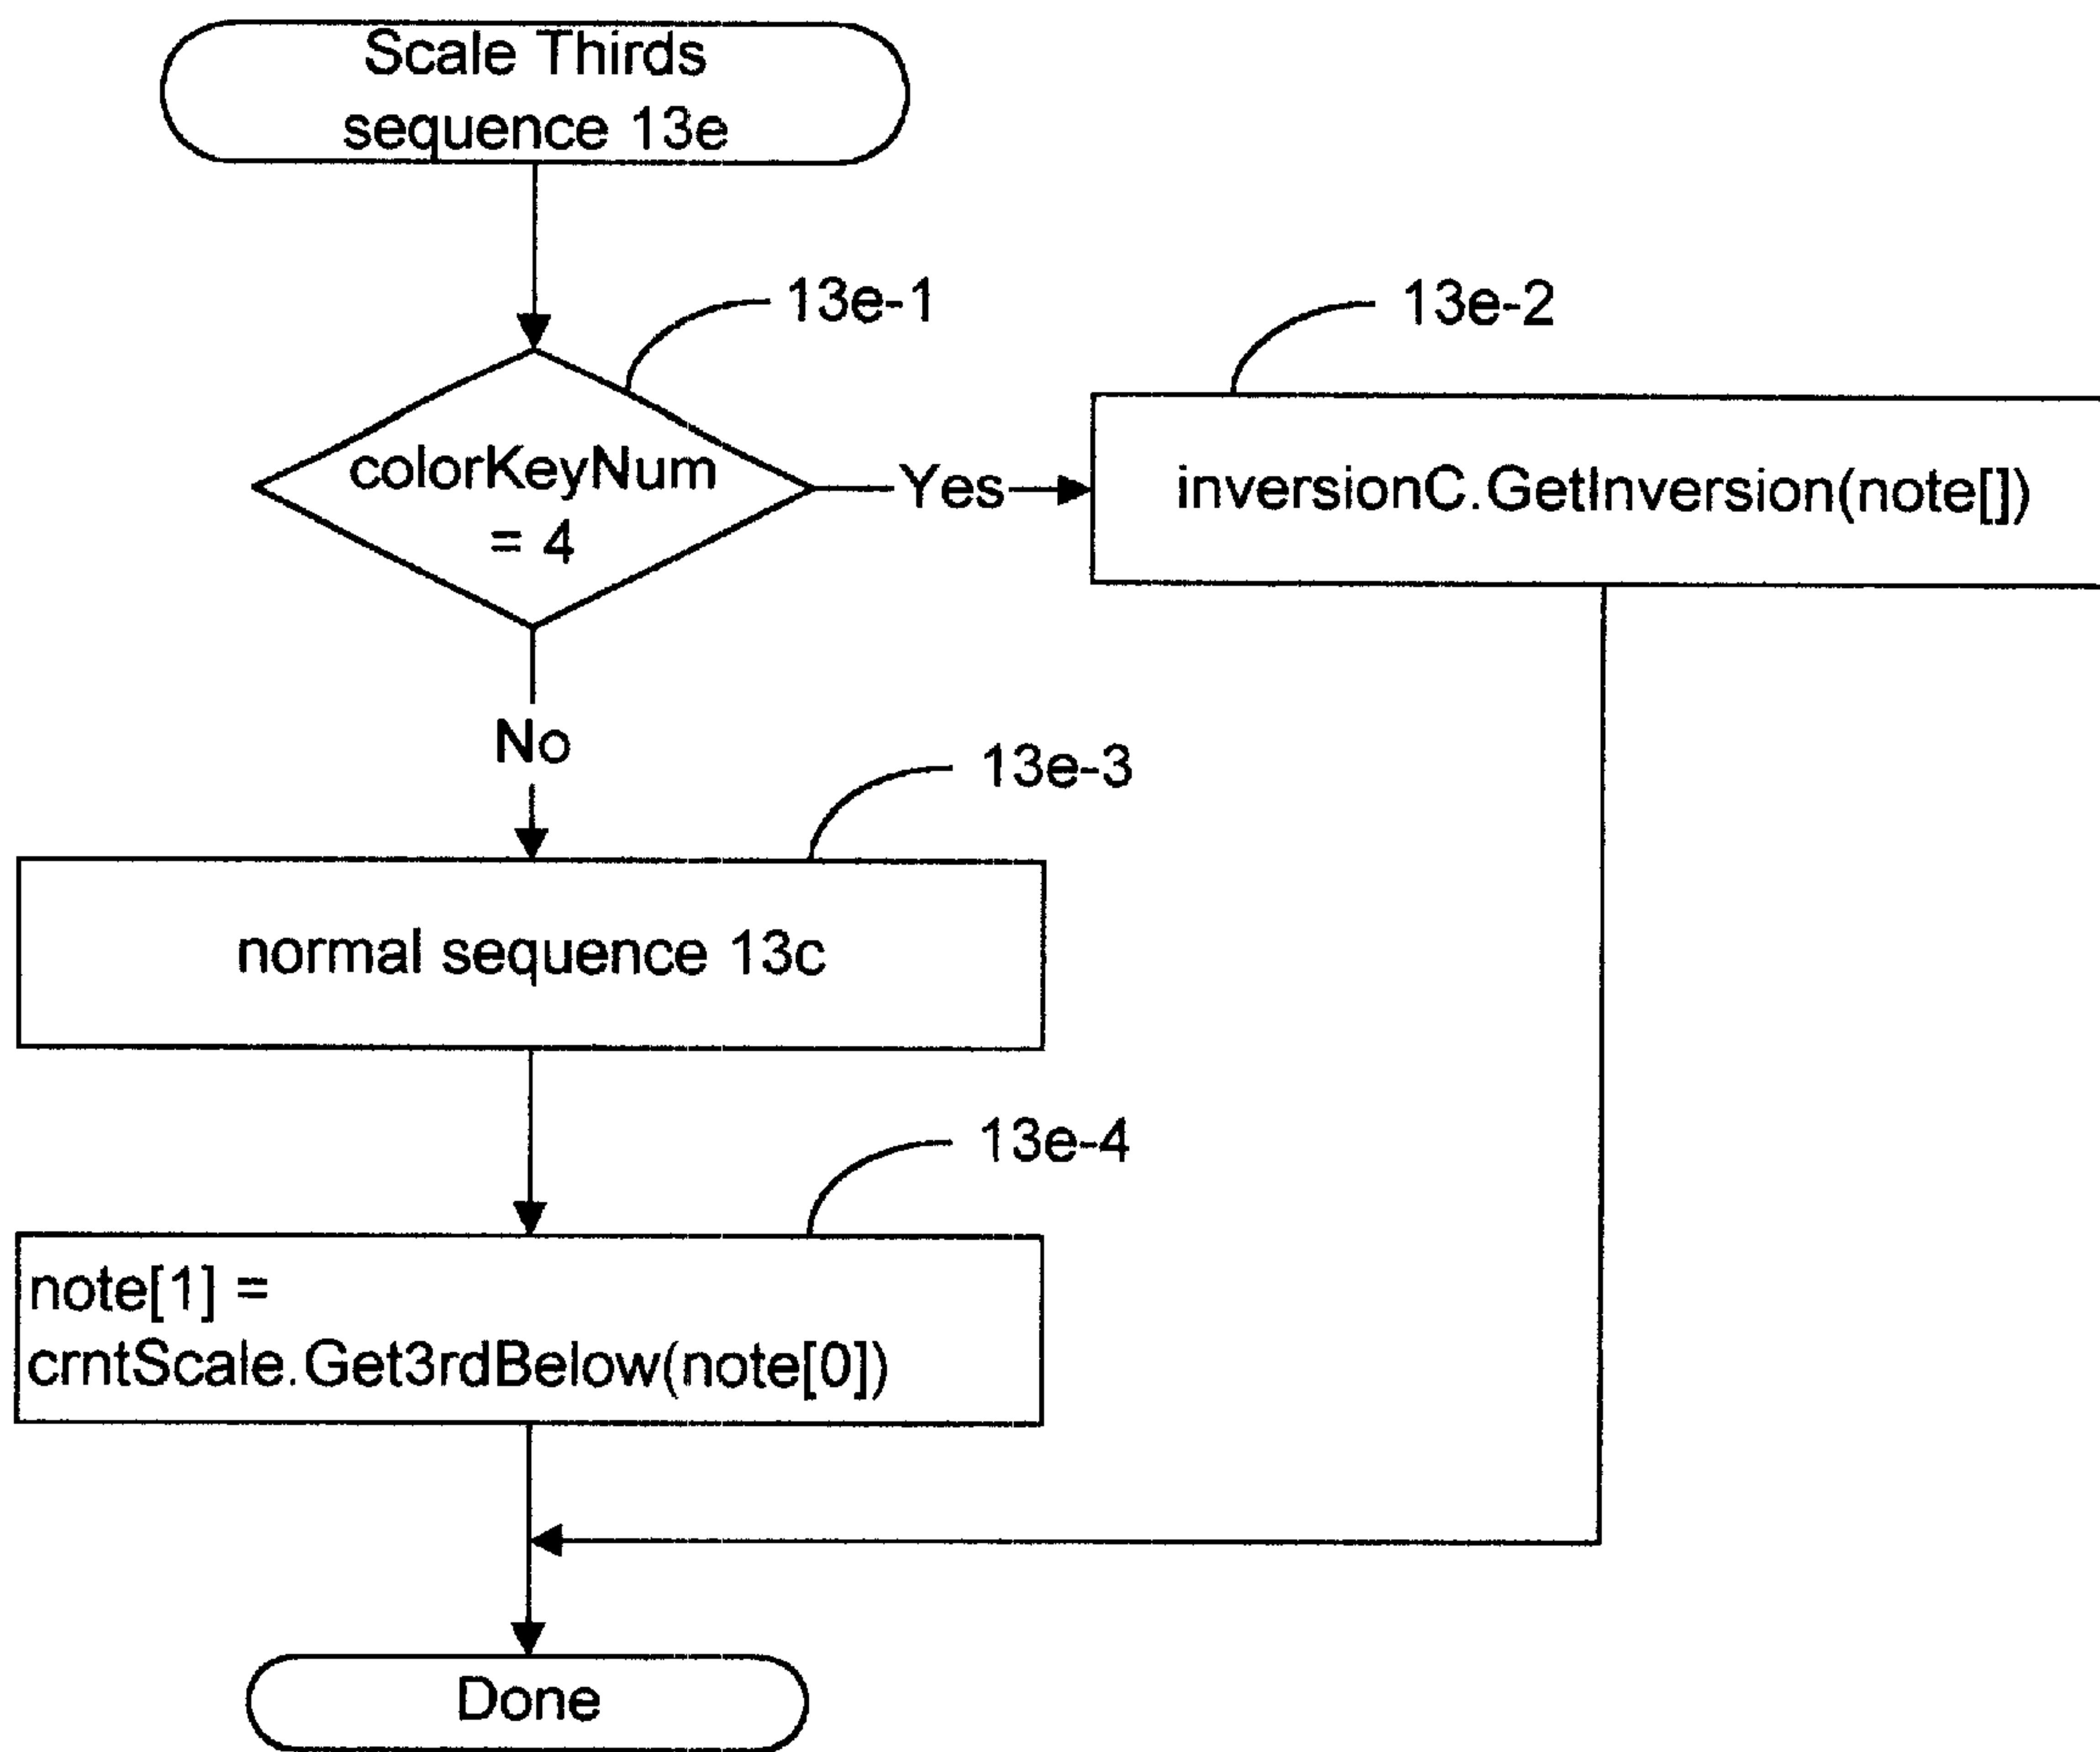 Scale Thirds
sequence 13e
13e-1
13e-2
colorKeyNum
= 4
Yes
inversionC.GetInversion(note[])
No
13e-3
normal sequence 13c
13e-4
note[1] =
crntScale.Get3rdBelow(note[0])
Done